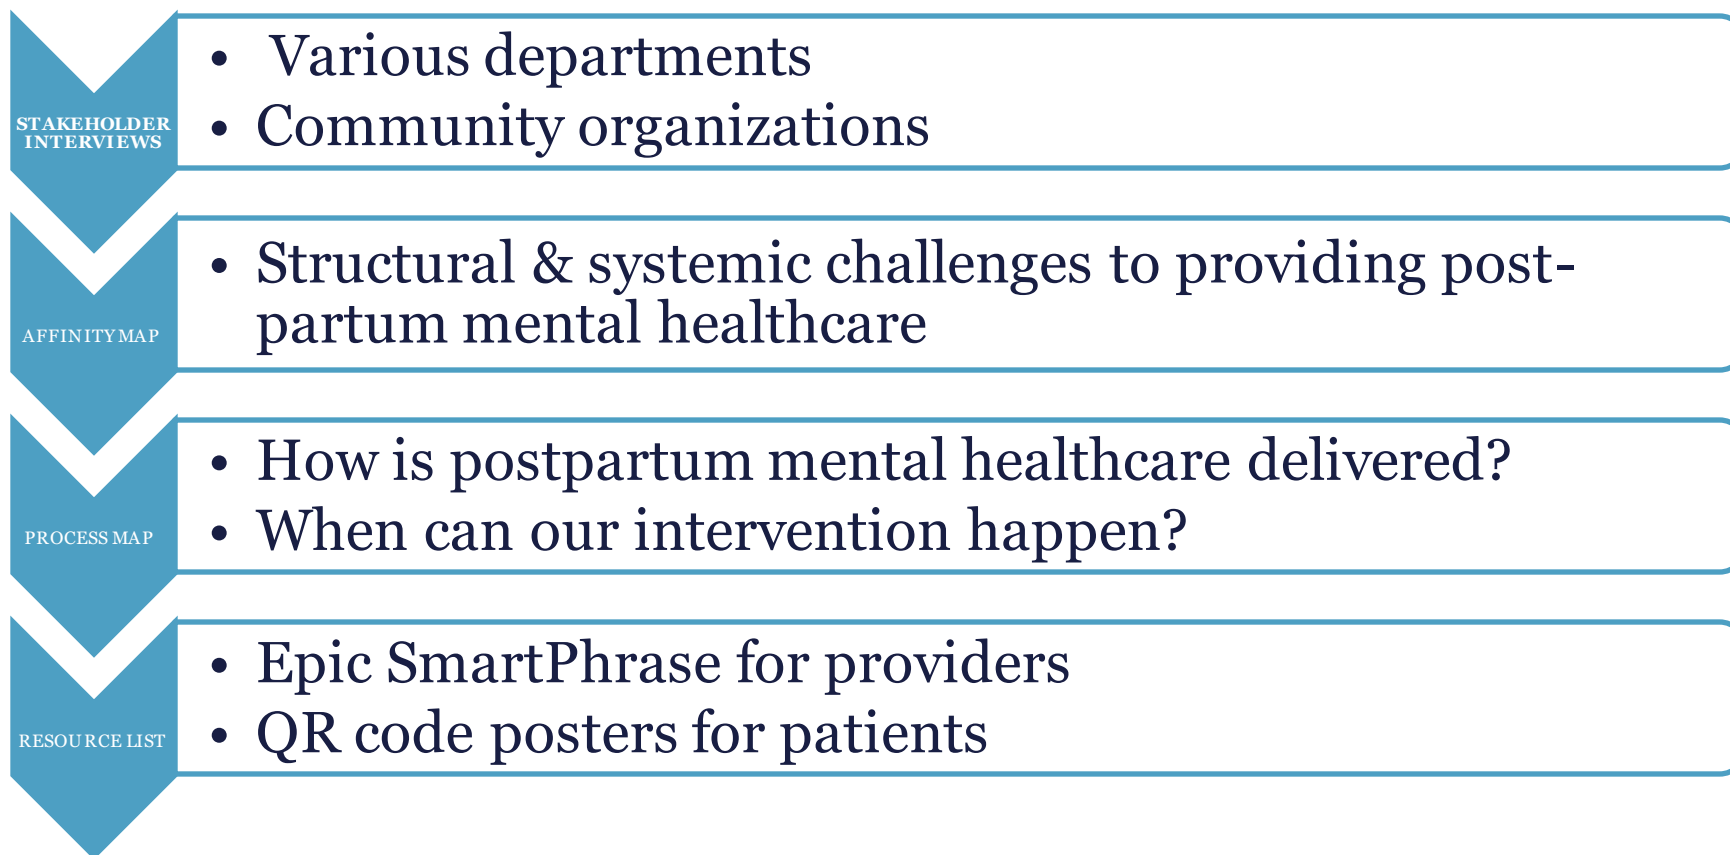 STAKEHOLDER
INTERVIEWS
• Various departments
• Community organizations
AFFINITY MAP
• Structural & systemic challenges to providing post-
partum mental healthcare
PROCESS MAP
• How is postpartum mental healthcare delivered?
• When can our intervention happen?
RESOURCE LIST
• Epic SmartPhrase for providers
• QR code posters for patients